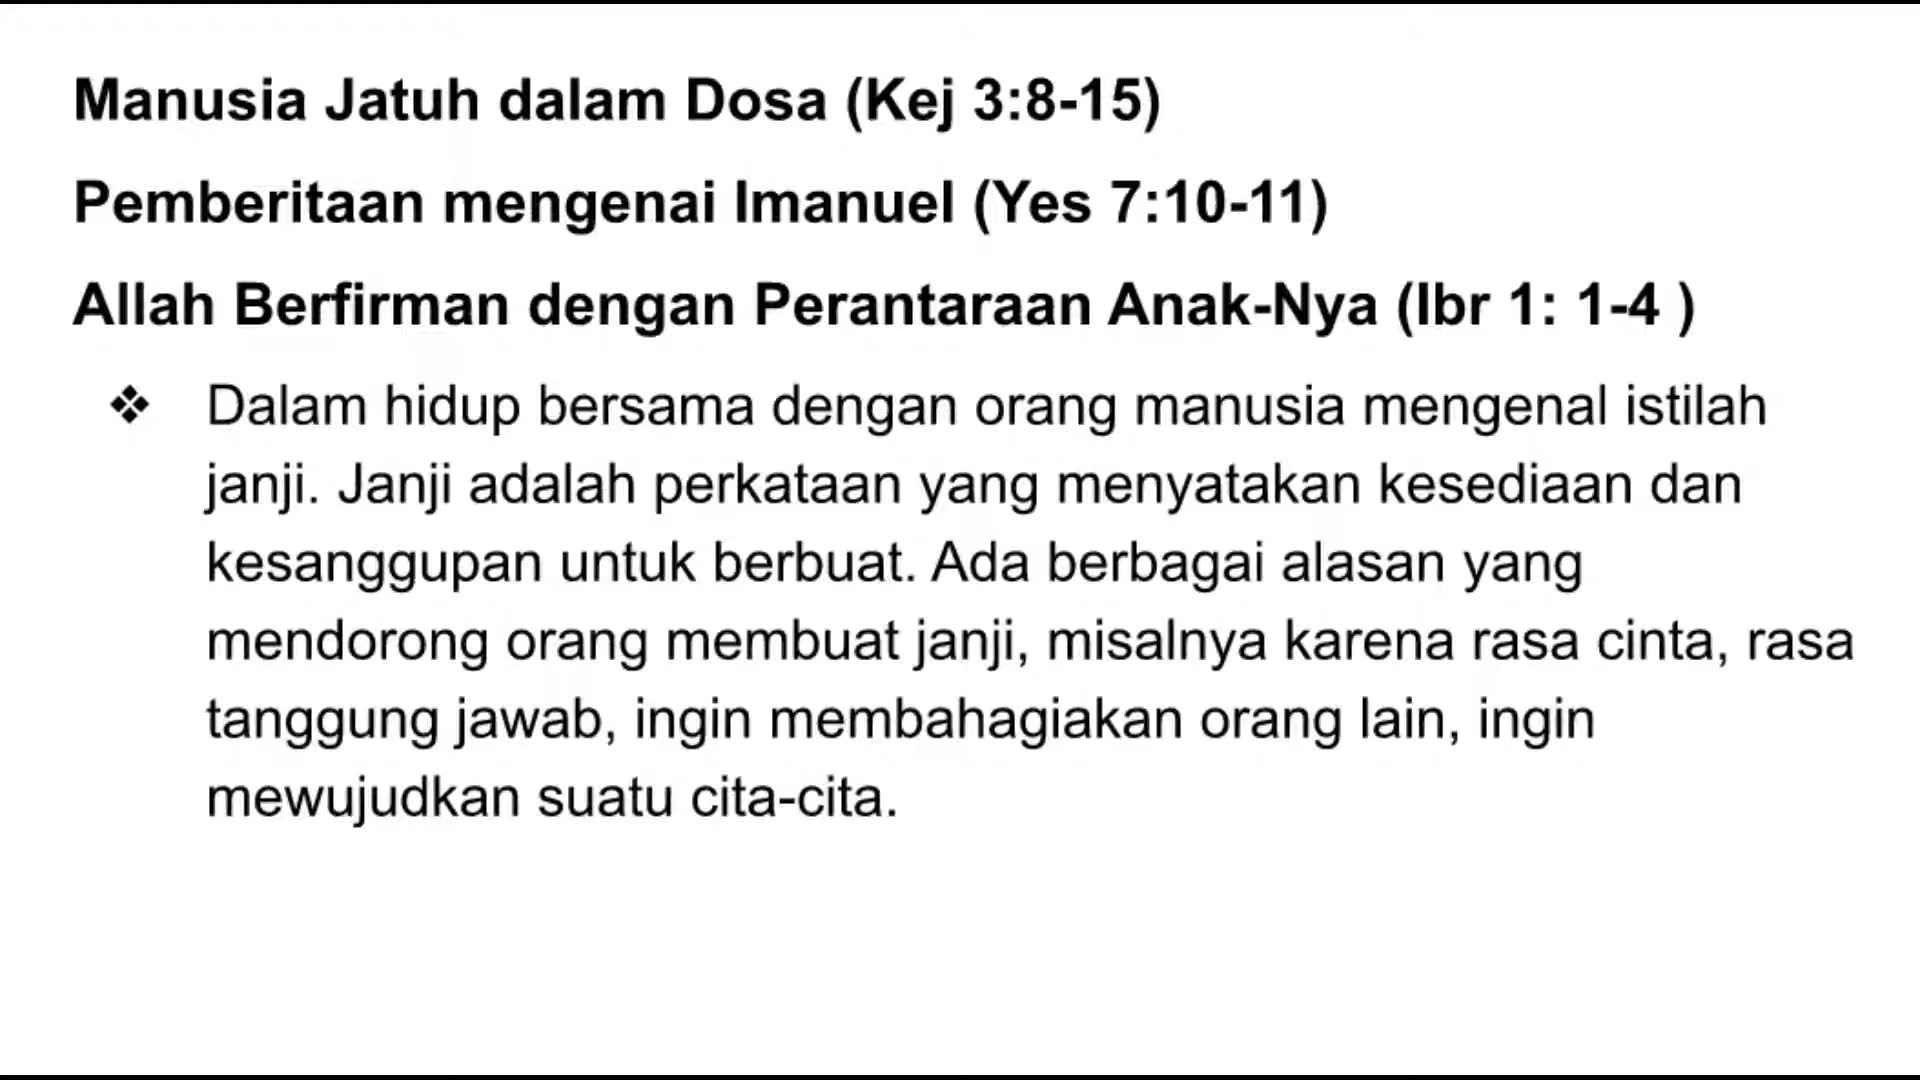 Manusia Jatuh dalam Dosa (Kej 3:8-15)
Pemberitaan mengenai Imanuel (Yes 7:10-11)
Allah Berfirman dengan Perantaraan Anak-Nya (Ibr 1: 1-4 )
❖ Dalam hidup bersama dengan orang manusia mengenal istilah
janji. Janji adalah perkataan yang menyatakan kesediaan dan
kesanggupan untuk berbuat. Ada berbagai alasan yang
mendorong orang membuat janji, misalnya karena rasa cinta, rasa
tanggung jawab, ingin membahagiakan orang lain, ingin
mewujudkan suatu cita-cita.